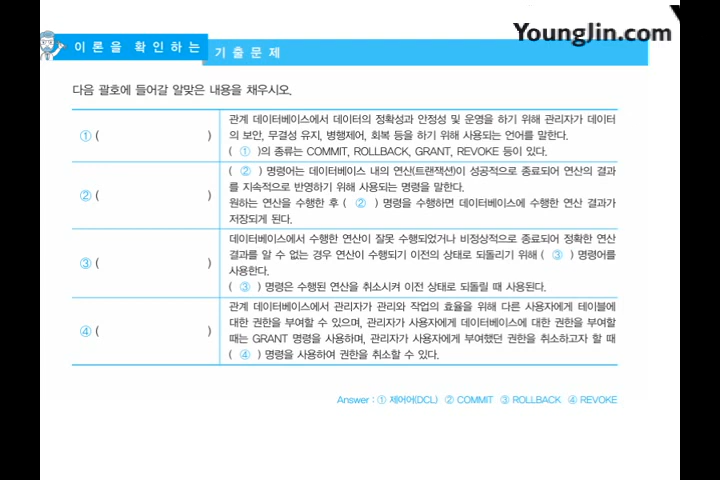 YoungJin.com
이론을 확인하는 기출문제
다음 괄호에 들어갈 알맞은 내용을 채우시오.
① ( )
관계 데이터베이스에서 데이터의 정확성과 안정성 및 운영을 하기 위해 관리자가 데이터
의 보안, 무결성 유지, 병행제어, 회복 등을 하기 위해 사용되는 언어를 말한다.
( ① )의 종류는 COMMIT, ROLLBACK, GRANT, REVOKE 등이 있다.
② ( )
( ② ) 명령어는 데이터베이스 내의 연산(트랜잭션)이 성공적으로 종료되어 연산의 결과
를 지속적으로 반영하기 위해 사용되는 명령을 말한다.
원하는 연산을 수행한 후 ( ② ) 명령을 수행하면 데이터베이스에 수행한 연산 결과가
저장되게 된다.
③ ( )
데이터베이스에서 수행한 연산이 잘못 수행되었거나 비정상적으로 종료되어 정확한 연산
결과를 알 수 없는 경우 연산이 수행되기 이전의 상태로 되돌리기 위해 ( ③ ) 명령어를
사용한다.
( ③ ) 명령은 수행된 연산을 취소시켜 이전 상태로 되돌릴 때 사용된다.
④ ( )
관계 데이터베이스에서 관리자가 관리와 작업의 효율을 위해 다른 사용자에게 테이블에
대한 권한을 부여할 수 있으며, 관리자가 사용자에게 데이터베이스에 대한 권한을 부여할
때는 GRANT 명령을 사용하며, 관리자가 사용자에게 부여했던 권한을 취소하고자 할 때
( ④ ) 명령을 사용하여 권한을 취소할 수 있다.
Answer : ① 제어어(DCL) ② COMMIT ③ ROLLBACK ④ REVOKE